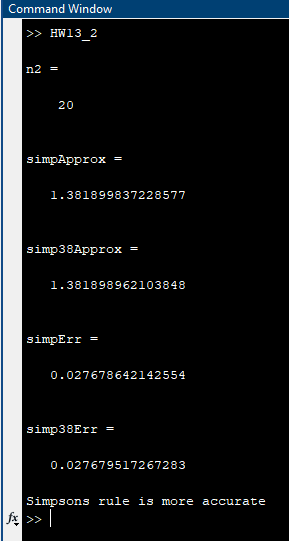 Command Window
>> HW13_2
n2 =
20
simpApprox =
1.381899837228577
simp38Approx =
1.381898962103848
simpErr =
0.027678642142554
simp38Err =
0.027679517267283
Simpsons rule is more accurate
fx >>